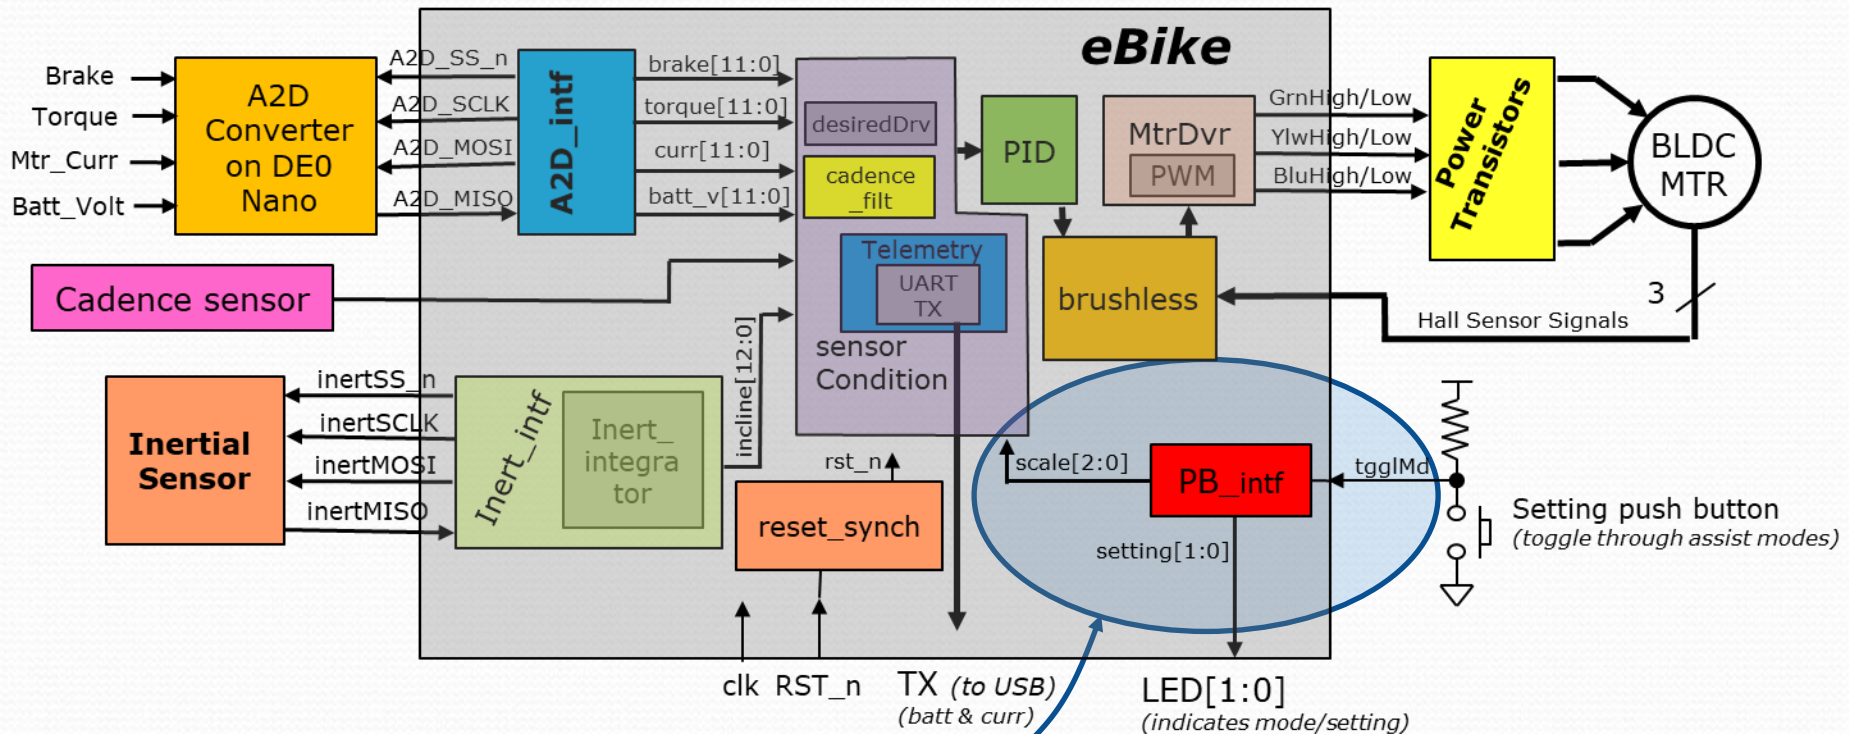 eBike
Brake
Torque
Mtr_Curr
Batt_Volt
A2D
Converter
on DE0
Nano
A2D_SS_n
A2D_SCLK
A2D_MOSI
A2D_MISO
A2D_intf
brake[11:0]
torque[11:0]
curr[11:0]
batt_v[11:0]
desiredDrv
cadence
_filt
Telemetry
UART
TX
sensor
Condition
PID
MtrDvr
PWM
brushless
GrnHigh/Low
YlwHigh/Low
BluHigh/Low
Power
Transistors
BLDC
MTR
3
Hall Sensor Signals
Cadence sensor
Inertial
Sensor
inertSS_n
inertSCLK
inertMOSI
inertMISO
Inert_intf
Inert_
integra
tor
incline[12:0]
rst_n
reset_synch
scale[2:0]
PB_intf
tgglMd
setting[1:0]
Setting push button
(toggle through assist modes)
clk
RST_n
TX (to USB)
(batt & curr)
LED[1:0]
(indicates mode/setting)